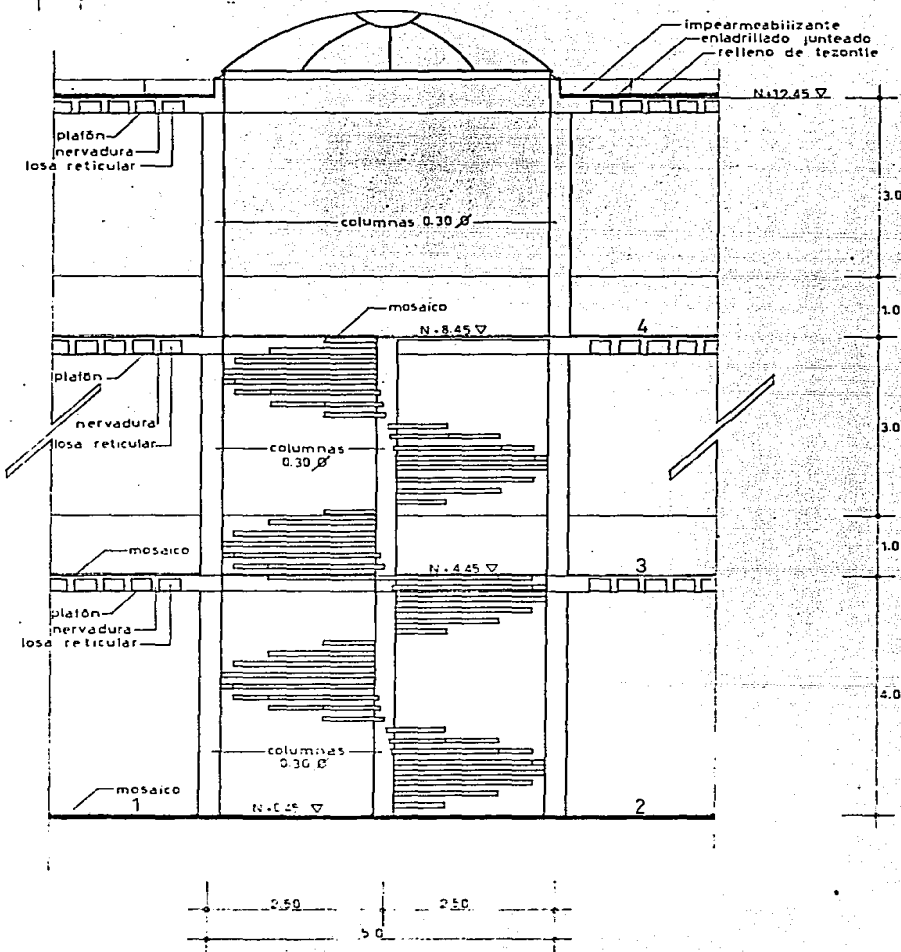 impearmeabilizante
enladrillado junteado
relleno de tezontle
N+12.45
plafón
nervadura
losa reticular
3.0
columnas 0.30 Ø
1.0
mosaico
N+8.45
4
plafón
nervadura
losa reticular
columnas
0.30 Ø
3.0
mosaico
1.0
N+4.45
3
plafón
nervadura
losa reticular
4.0
columnas
0.30 Ø
mosaico
1
N+0.45
2
2.50
2.50
5.0